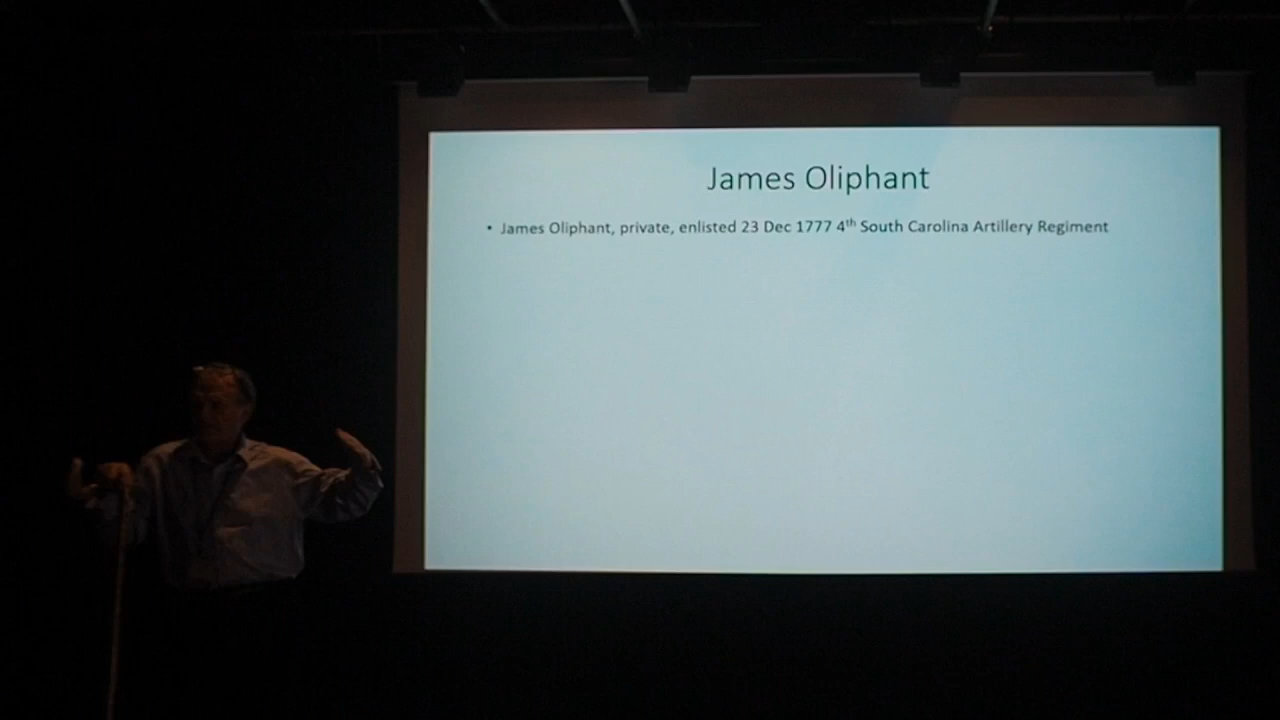 James Oliphant
• James Oliphant, private, enlisted 23 Dec 1777 4th South Carolina Artillery Regiment